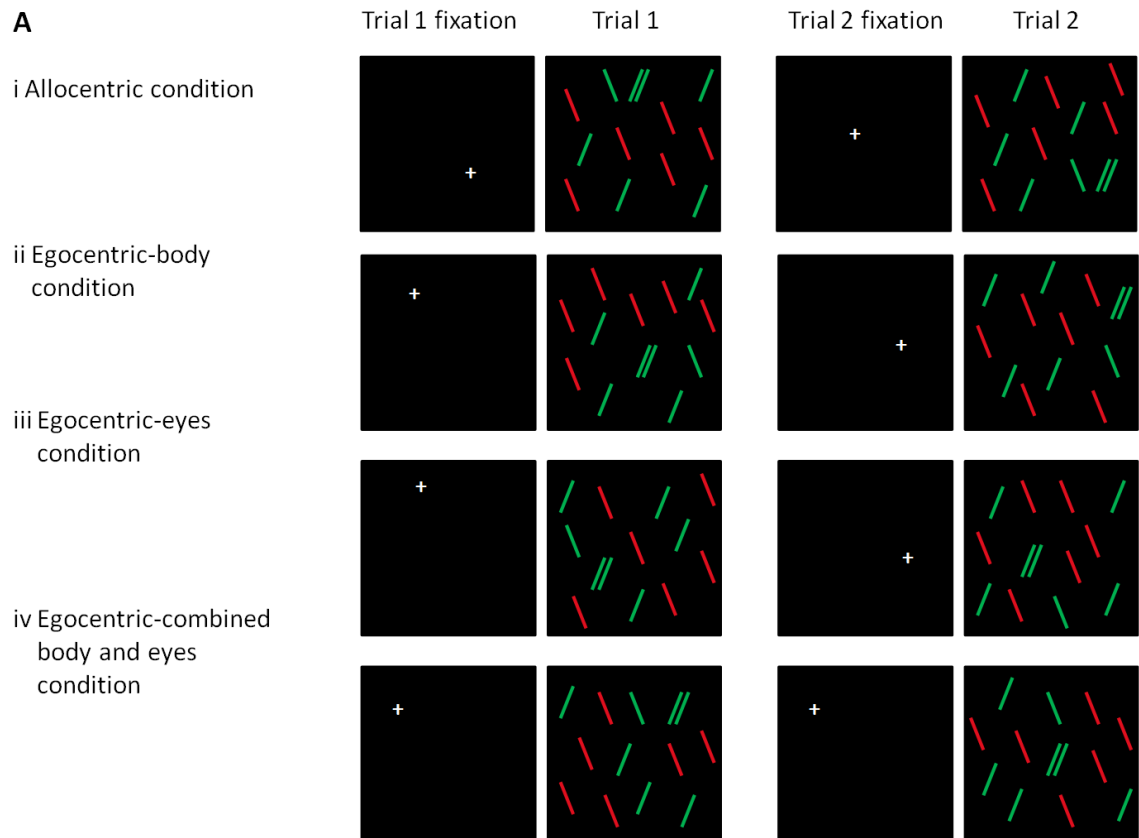 A
Trial 1 fixation
Trial 1
Trial 2 fixation
Trial 2
i Allocentric condition
ii Egocentric-body
condition
iii Egocentric-eyes
condition
iv Egocentric-combined
body and eyes
condition